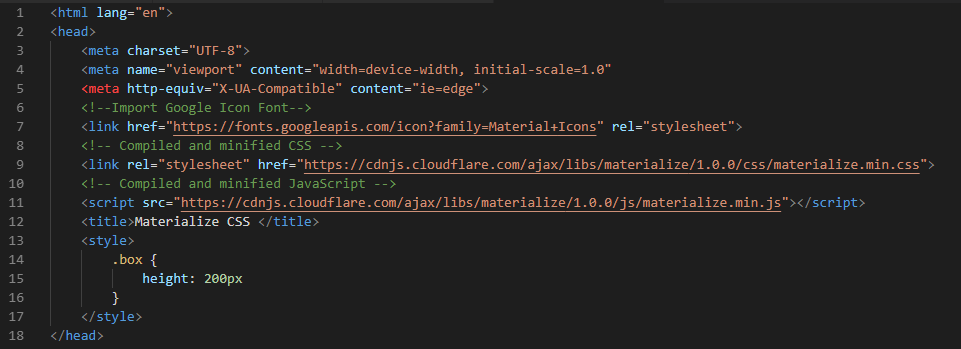 1 <html lang="en">
2 <head>
3     <meta charset="UTF-8">
4     <meta name="viewport" content="width=device-width, initial-scale=1.0"
5     <meta http-equiv="X-UA-Compatible" content="ie=edge">
6     <!--Import Google Icon Font-->
7     <link href="https://fonts.googleapis.com/icon?family=Material+Icons" rel="stylesheet">
8     <!-- Compiled and minified CSS -->
9     <link rel="stylesheet" href="https://cdnjs.cloudflare.com/ajax/libs/materialize/1.0.0/css/materialize.min.css">
10     <!-- Compiled and minified JavaScript -->
11     <script src="https://cdnjs.cloudflare.com/ajax/libs/materialize/1.0.0/js/materialize.min.js"></script>
12     <title>Materialize CSS </title>
13     <style>
14         .box {
15             height: 200px
16         }
17     </style>
18 </head>